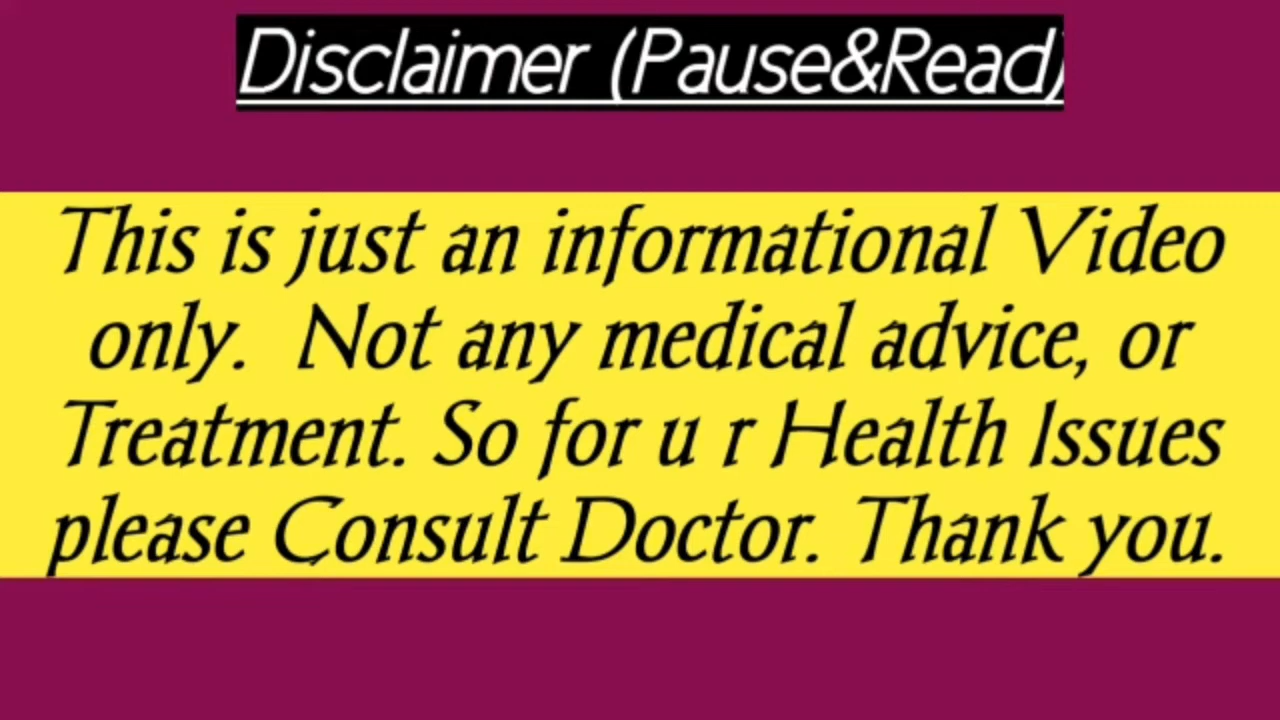 Disclaimer (Pause&Read)
This is just an informational Video
only. Not any medical advice, or
Treatment. So for u r Health Issues
please Consult Doctor. Thank you.